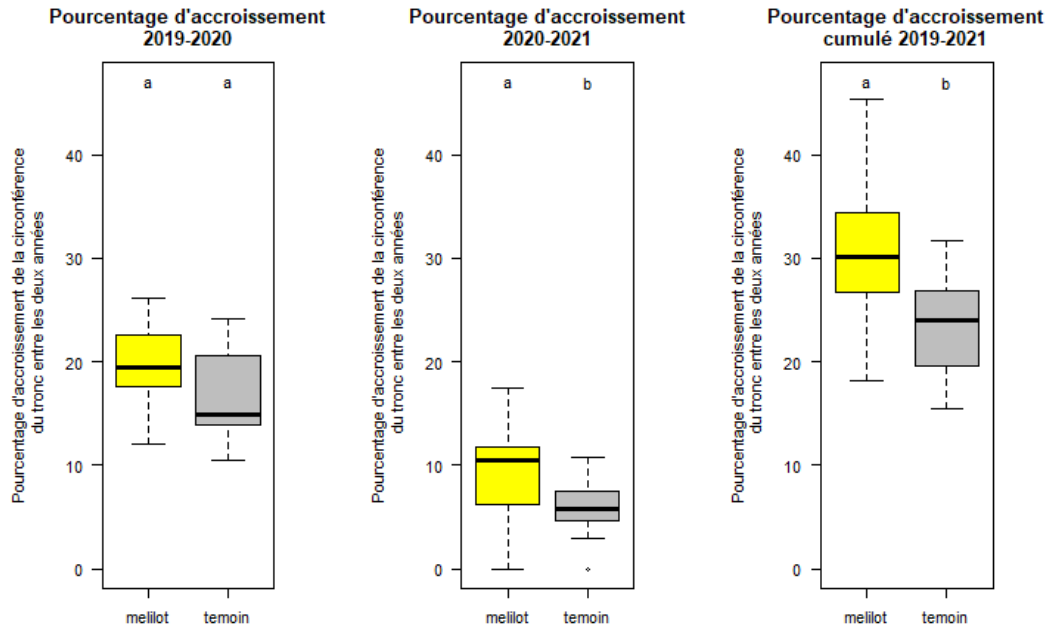 Pourcentage d'accroissement
2019-2020
a a
Pourcentage d'accroissement de la circonférence
du tronc entre les deux années
40
30
20
10
0
melilot temoin
Pourcentage d'accroissement
2020-2021
a b
Pourcentage d'accroissement de la circonférence
du tronc entre les deux années
40
30
20
10
0
melilot temoin
Pourcentage d'accroissement
cumulé 2019-2021
a b
Pourcentage d'accroissement de la circonférence
du tronc entre les deux années
40
30
20
10
0
melilot temoin